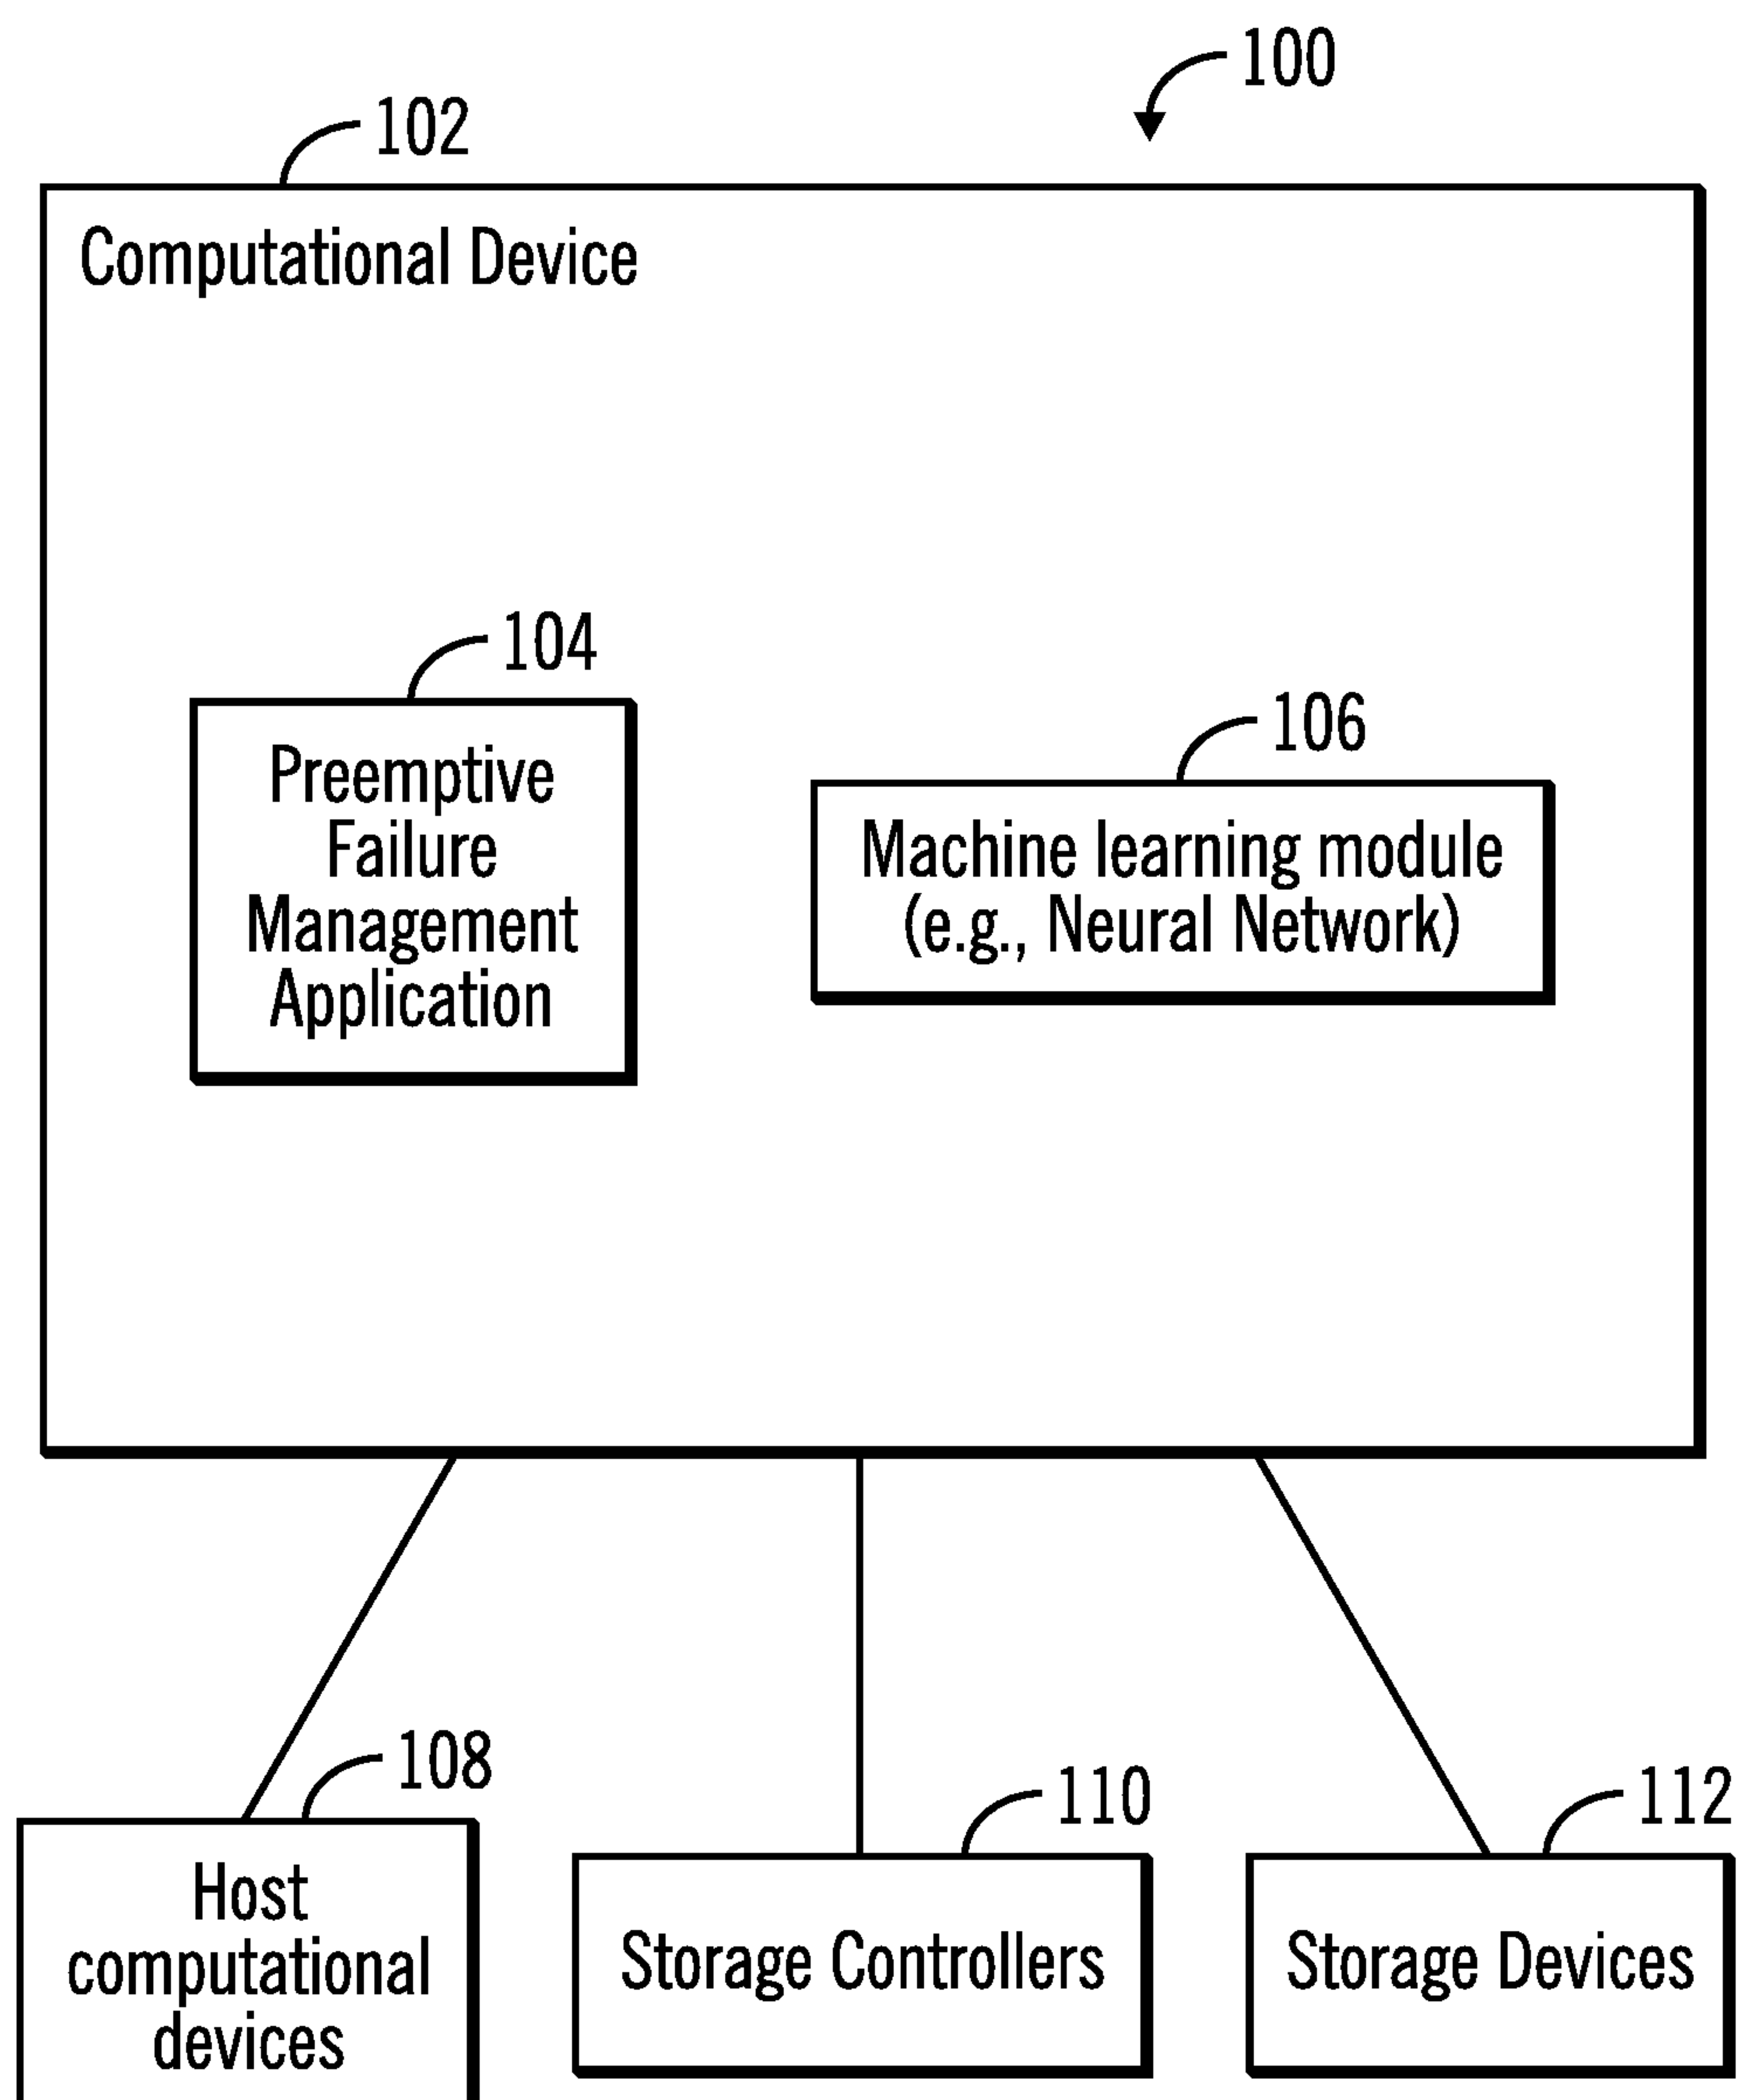 100
102
Computational Device
104
Preemptive
Failure
Management
Application
106
Machine learning module
(e.g., Neural Network)
108
Host
computational
devices
110
Storage Controllers
112
Storage Devices